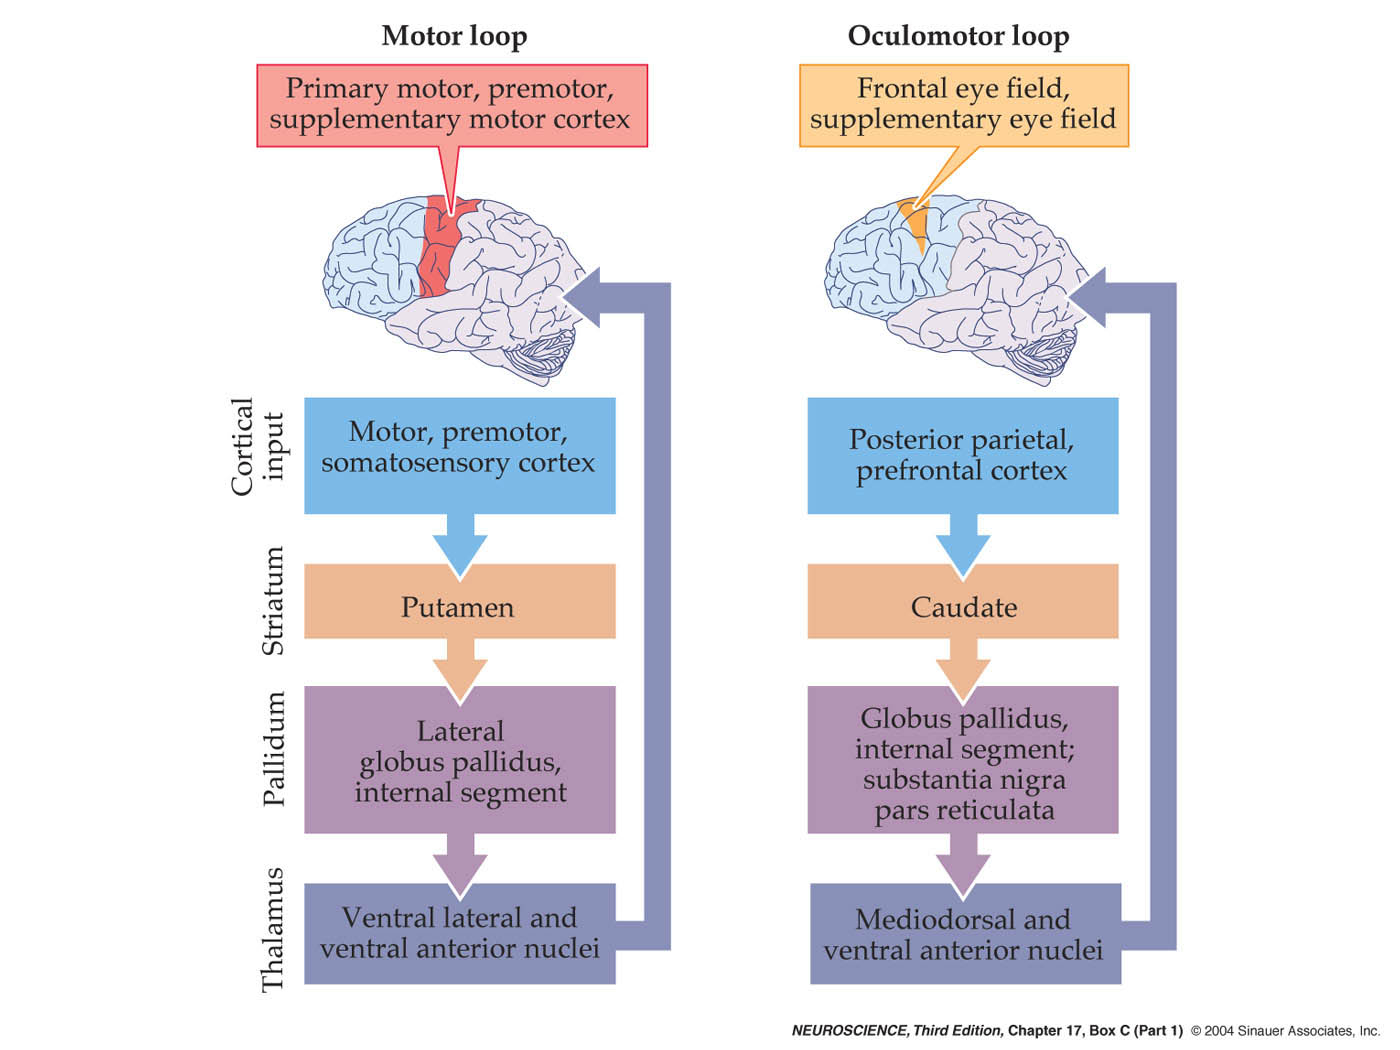 Motor loop
Primary motor, premotor,
supplementary motor cortex
Cortical
input
Motor, premotor,
somatosensory cortex
Striatum
Putamen
Pallidum
Lateral
globus pallidus,
internal segment
Thalamus
Ventral lateral and
ventral anterior nuclei
Oculomotor loop
Frontal eye field,
supplementary eye field
Posterior parietal,
prefrontal cortex
Caudate
Globus pallidus,
internal segment;
substantia nigra
pars reticulata
Mediodorsal and
ventral anterior nuclei
NEUROSCIENCE, Third Edition, Chapter 17, Box C (Part 1) © 2004 Sinauer Associates, Inc.